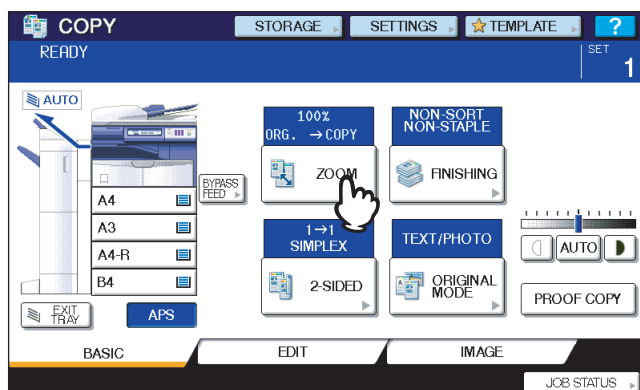 COPY
STORAGE
SETTINGS
TEMPLATE
?
READY
SET
1
AUTO
100%
ORG. →COPY
ZOOM
NON-SORT
NON-STAPLE
FINISHING
BYPASS
FEED
A4
A3
A4-R
B4
1→1
SIMPLEX
2-SIDED
TEXT/PHOTO
ORIGINAL
MODE
AUTO
PROOF COPY
EXIT
TRAY
APS
BASIC
EDIT
IMAGE
JOB STATUS